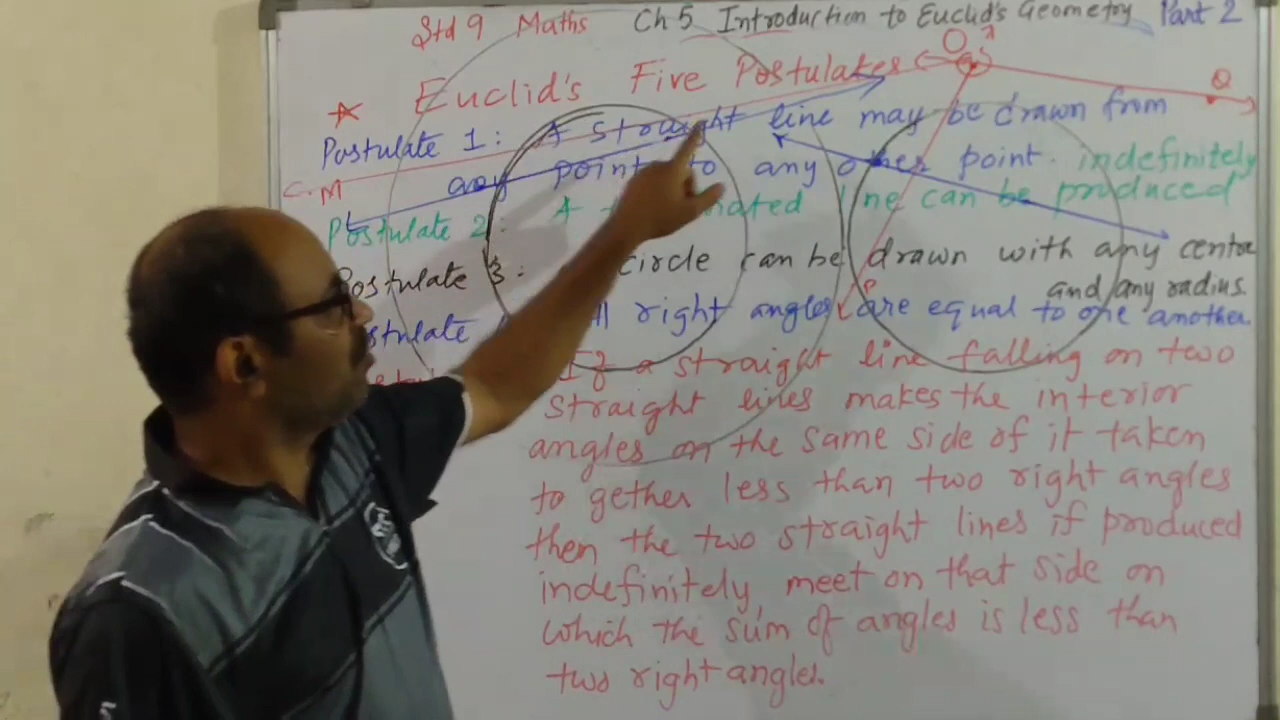 Std 9 Maths Ch 5 Introduction to Euclid's Geometry Part 2
Euclid's Five Postulates
Postulate 1: A straight line may be drawn from
C.M any point to any other point. indefinitely
Postulate 2: A line can be produced
Postulate 3: circle can be drawn with any centre
and any radius.
right angles are equal to one another.
If a straight line falling on two
straight lines makes the interior
angles on the same side of it taken
to gether less than two right angles
then the two straight lines if produced
indefinitely, meet on that side on
which the sum of angles is less than
two right angles.
O
Q
P